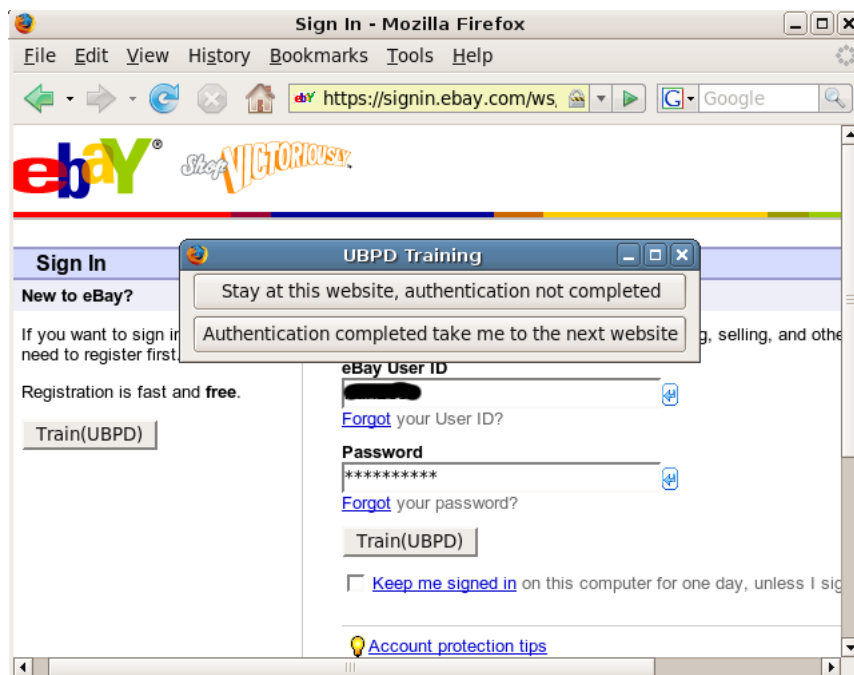 Sign In - Mozilla Firefox
File Edit View History Bookmarks Tools Help
ebY https://signin.ebay.com/ws, G Google
ebaY® Shop VICTORIOUSLY.
Sign In
UBPD Training
Stay at this website, authentication not completed
Authentication completed take me to the next website
New to eBay?
If you want to sign in
g, selling, and othe
need to register first.
Registration is fast and free.
Train(UBPD)
eBay User ID
Forgot your User ID?
Password
**********
Forgot your password?
Train(UBPD)
Keep me signed in on this computer for one day, unless I sig
Account protection tips